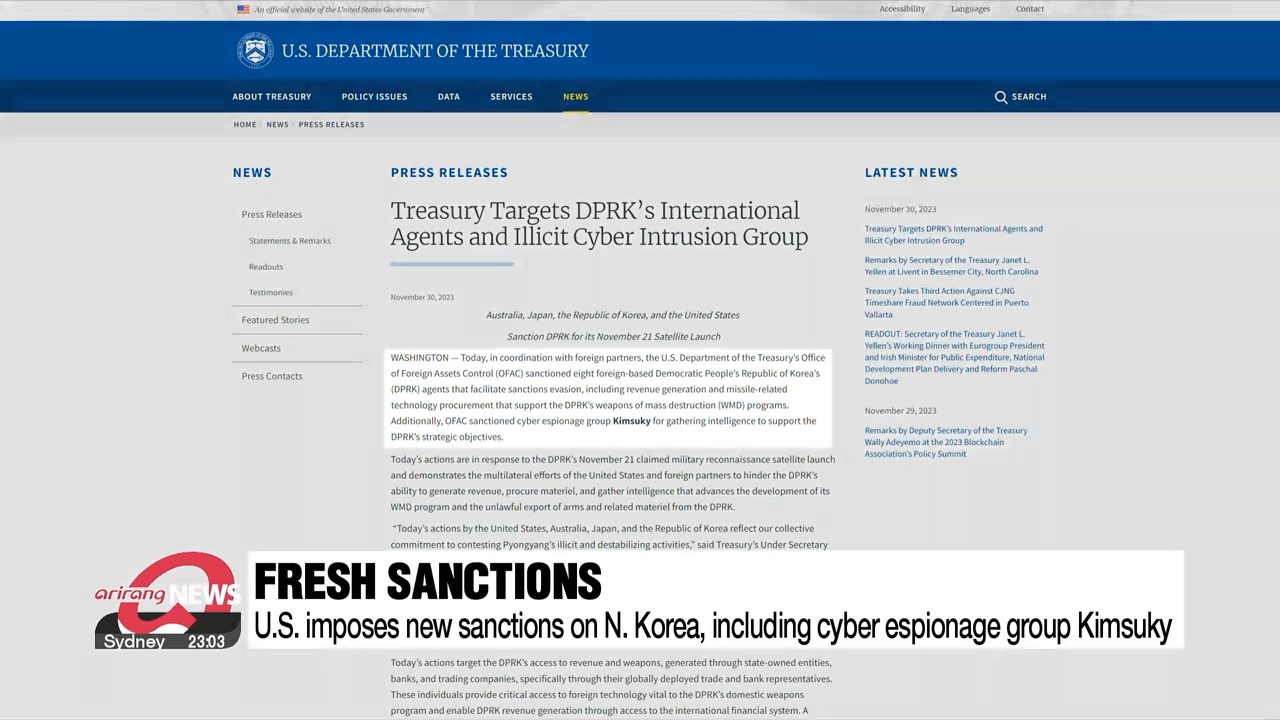 An official website of the United States Government
Accessibility Languages Contact
U.S. DEPARTMENT OF THE TREASURY
ABOUT TREASURY POLICY ISSUES DATA SERVICES NEWS SEARCH
HOME NEWS PRESS RELEASES
NEWS
Press Releases
Statements & Remarks
Readouts
Testimonies
Featured Stories
Webcasts
Press Contacts
PRESS RELEASES
Treasury Targets DPRK’s International
Agents and Illicit Cyber Intrusion Group
November 30, 2023
Australia, Japan, the Republic of Korea, and the United States
Sanction DPRK for its November 21 Satellite Launch
WASHINGTON — Today, in coordination with foreign partners, the U.S. Department of the Treasury’s Office
of Foreign Assets Control (OFAC) sanctioned eight foreign-based Democratic People’s Republic of Korea’s
(DPRK) agents that facilitate sanctions evasion, including revenue generation and missile-related
technology procurement that support the DPRK’s weapons of mass destruction (WMD) programs.
Additionally, OFAC sanctioned cyber espionage group Kimsuky for gathering intelligence to support the
DPRK’s strategic objectives.
Today’s actions are in response to the DPRK’s November 21 claimed military reconnaissance satellite launch
and demonstrates the multilateral efforts of the United States and foreign partners to hinder the DPRK’s
ability to generate revenue, procure materiel, and gather intelligence that advances the development of its
WMD program and the unlawful export of arms and related materiel from the DPRK.
“Today’s actions by the United States, Australia, Japan, and the Republic of Korea reflect our collective
commitment to contesting Pyongyang’s illicit and destabilizing activities,” said Treasury’s Under Secretary
Today’s actions target the DPRK’s access to revenue and weapons, generated through state-owned entities,
banks, and trading companies, specifically through their globally deployed trade and bank representatives.
These individuals provide critical access to foreign technology vital to the DPRK’s domestic weapons
program and enable DPRK revenue generation through access to the international financial system. A
LATEST NEWS
November 30, 2023
Treasury Targets DPRK’s International Agents and
Illicit Cyber Intrusion Group
Remarks by Secretary of the Treasury Janet L.
Yellen at Livent in Bessemer City, North Carolina
Treasury Takes Third Action Against CJNG
Timeshare Fraud Network Centered in Puerto
Vallarta
READOUT: Secretary of the Treasury Janet L.
Yellen’s Working Dinner with Eurogroup President
and Irish Minister for Public Expenditure, National
Development Plan Delivery and Reform Paschal
Donohoe
November 29, 2023
Remarks by Deputy Secretary of the Treasury
Wally Adeyemo at the 2023 Blockchain
Association’s Policy Summit
arirang NEWS
Sydney 23:03
FRESH SANCTIONS
U.S. imposes new sanctions on N. Korea, including cyber espionage group Kimsuky